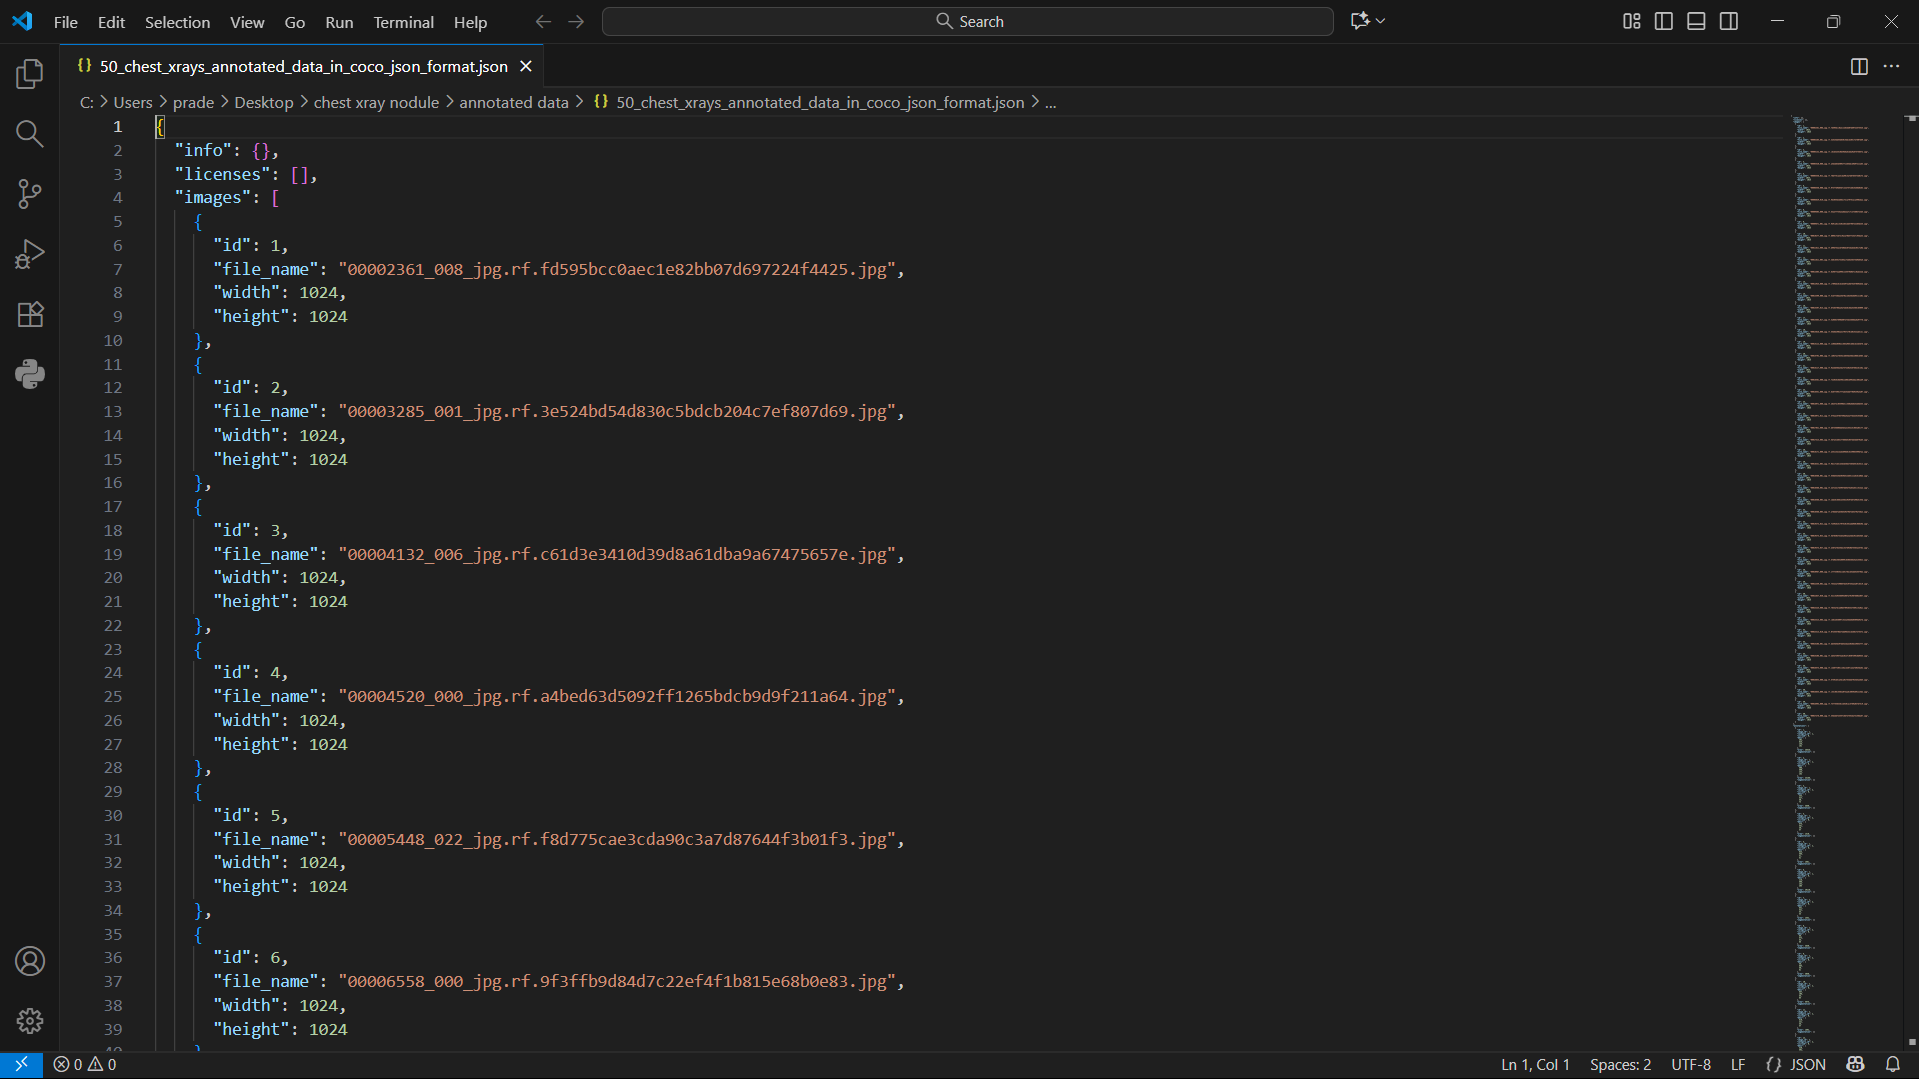 File Edit Selection View Go Run Terminal Help Search
50_chest_xrays_annotated_data_in_coco_json_format.json
C: > Users > prade > Desktop > chest xray nodule > annotated data > {} 50_chest_xrays_annotated_data_in_coco_json_format.json > ...
1 {
2 "info": {},
3 "licenses": [],
4 "images": [
5 {
6 "id": 1,
7 "file_name": "00002361_008_jpg.rf.fd595bcc0aec1e82bb07d697224f4425.jpg",
8 "width": 1024,
9 "height": 1024
10 },
11 {
12 "id": 2,
13 "file_name": "00003285_001_jpg.rf.3e524bd54d830c5bdcb204c7ef807d69.jpg",
14 "width": 1024,
15 "height": 1024
16 },
17 {
18 "id": 3,
19 "file_name": "00004132_006_jpg.rf.c61d3e3410d39d8a61dba9a67475657e.jpg",
20 "width": 1024,
21 "height": 1024
22 },
23 {
24 "id": 4,
25 "file_name": "00004520_000_jpg.rf.a4bed63d5092ff1265bdcb9d9f211a64.jpg",
26 "width": 1024,
27 "height": 1024
28 },
29 {
30 "id": 5,
31 "file_name": "00005448_022_jpg.rf.f8d775cae3cda90c3a7d87644f3b01f3.jpg",
32 "width": 1024,
33 "height": 1024
34 },
35 {
36 "id": 6,
37 "file_name": "00006558_000_jpg.rf.9f3ffb9d84d7c22ef4f1b815e68b0e83.jpg",
38 "width": 1024,
39 "height": 1024
0 0 Ln 1, Col 1 Spaces: 2 UTF-8 LF {} JSON